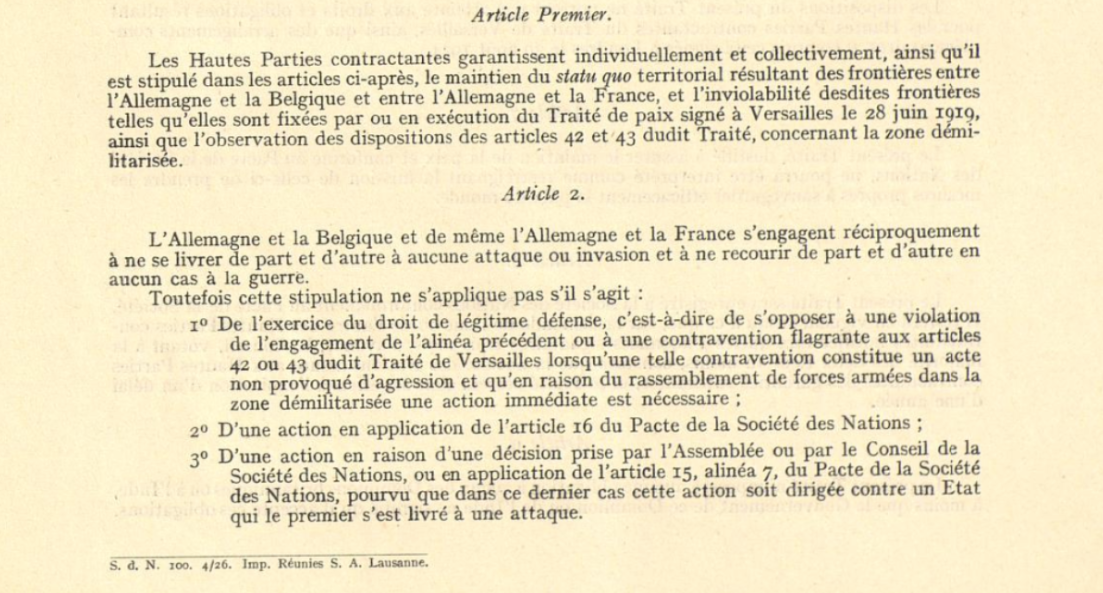 Article Premier.
Les Hautes Parties contractantes garantissent individuellement et collectivement, ainsi qu'il
est stipulé dans les articles ci-après, le maintien du statu quo territorial résultant des frontières entre
l'Allemagne et la Belgique et entre l'Allemagne et la France, et l'inviolabilité desdites frontières
telles qu'elles sont fixées par ou en exécution du Traité de paix signé à Versailles le 28 juin 1919,
ainsi que l'observation des dispositions des articles 42 et 43 dudit Traité, concernant la zone démi-
litarisée.
Article 2.
L'Allemagne et la Belgique et de même l'Allemagne et la France s'engagent réciproquement
à ne se livrer de part et d'autre à aucune attaque ou invasion et à ne recourir de part et d'autre en
aucun cas à la guerre.
Toutefois cette stipulation ne s'applique pas s'il s'agit :
1º De l'exercice du droit de légitime défense, c'est-à-dire de s'opposer à une violation
de l'engagement de l'alinéa précédent ou à une contravention flagrante aux articles
42 ou 43 dudit Traité de Versailles lorsqu'une telle contravention constitue un acte
non provoqué d'agression et qu'en raison du rassemblement de forces armées dans la
zone démilitarisée une action immédiate est nécessaire ;
2º D'une action en application de l'article 16 du Pacte de la Société des Nations ;
3º D'une action en raison d'une décision prise par l'Assemblée ou par le Conseil de la
Société des Nations, ou en application de l'article 15, alinéa 7, du Pacte de la Société
des Nations, pourvu que dans ce dernier cas cette action soit dirigée contre un Etat
qui le premier s'est livré à une attaque.
S. d. N. 100. 4/26. Imp. Réunies S. A. Lausanne.